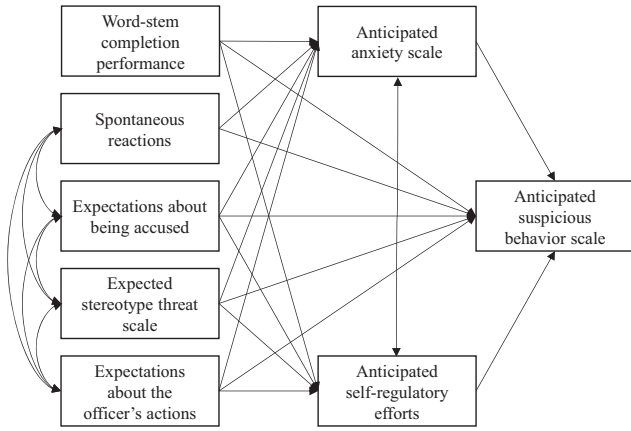 Word-stem
completion
performance
Anticipated
anxiety scale
Spontaneous
reactions
Expectations about
being accused
Anticipated
suspicious
behavior scale
Expected
stereotype threat
scale
Expectations
about the
officer's actions
Anticipated
self-regulatory
efforts